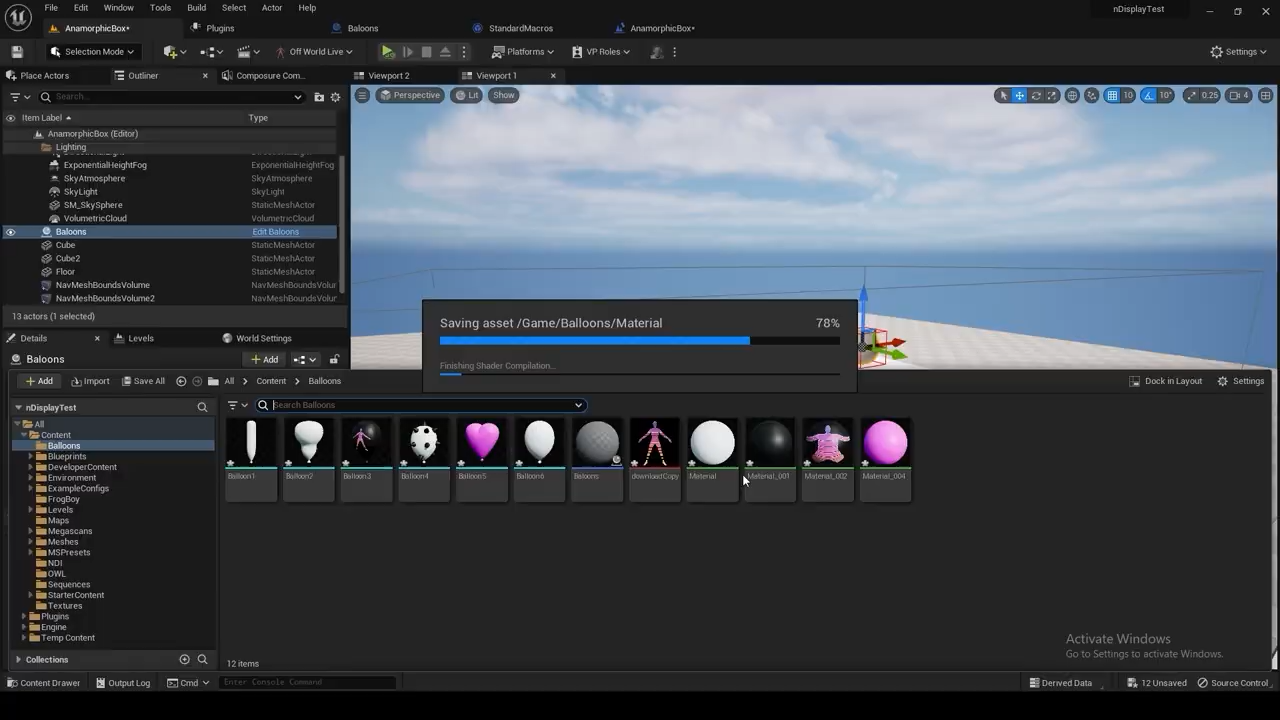 File Edit Window Tools Build Select Actor Help
nDisplayTest
AnamorphicBox* Plugins Baloons StandardMacros AnamorphicBox*
Selection Mode Off World Live Platforms VP Roles Settings
Place Actors Outliner Composure Com... Viewport 2 Viewport 1
Search... Perspective Lit Show 10 10° 0.25 4
Item Label Type
AnamorphicBox (Editor)
Lighting
ExponentialHeightFog ExponentialHeightFog
SkyAtmosphere SkyAtmosphere
SkyLight SkyLight
SM_SkySphere StaticMeshActor
VolumetricCloud VolumetricCloud
Baloons Edit Baloons
Cube StaticMeshActor
Cube2 StaticMeshActor
Floor StaticMeshActor
NavMeshBoundsVolume NavMeshBoundsVolur
NavMeshBoundsVolume2 NavMeshBoundsVolur
13 actors (1 selected)
Details Levels World Settings
Baloons Add
Saving asset /Game/Balloons/Material 78%
Finishing Shader Compilation...
Add Import Save All All Content Balloons Dock in Layout Settings
nDisplayTest Search Balloons
All
Content
Balloons
Blueprints
DeveloperContent
Environment
ExampleConfigs
FrogBoy
Levels
Maps
Megascans
Meshes
MSPresets
NDI
OWL
Sequences
StarterContent
Textures
Plugins
Engine
Temp Content
Collections
Balloon1 Balloon2 Balloon3 Balloon4 Balloon5 Balloon6 Baloons downloadCopy Material Material_001 Material_002 Material_004
12 items
Activate Windows
Go to Settings to activate Windows.
Content Drawer Output Log Cmd Enter Console Command Derived Data 12 Unsaved Source Control